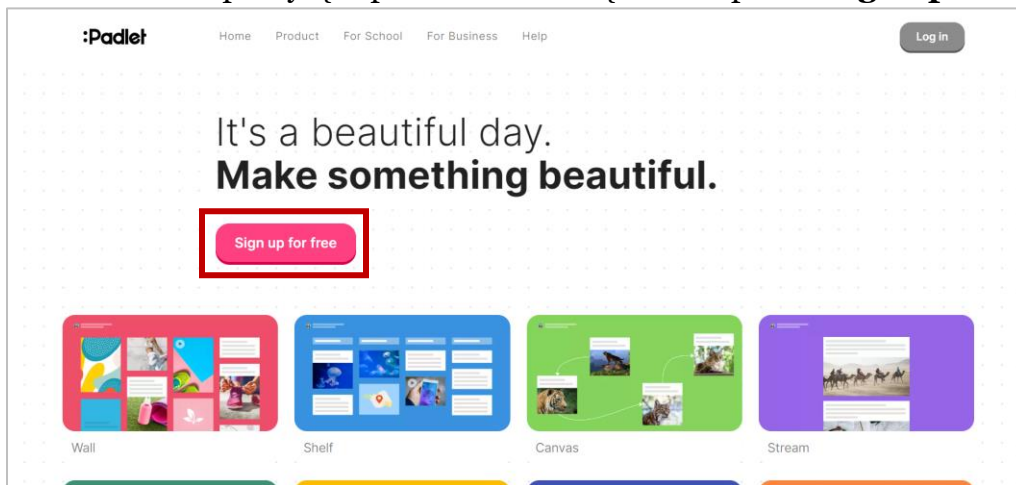 :Padlet Home Product For School For Business Help Log in
It's a beautiful day.
Make something beautiful.
Sign up for free
Wall Shelf Canvas Stream